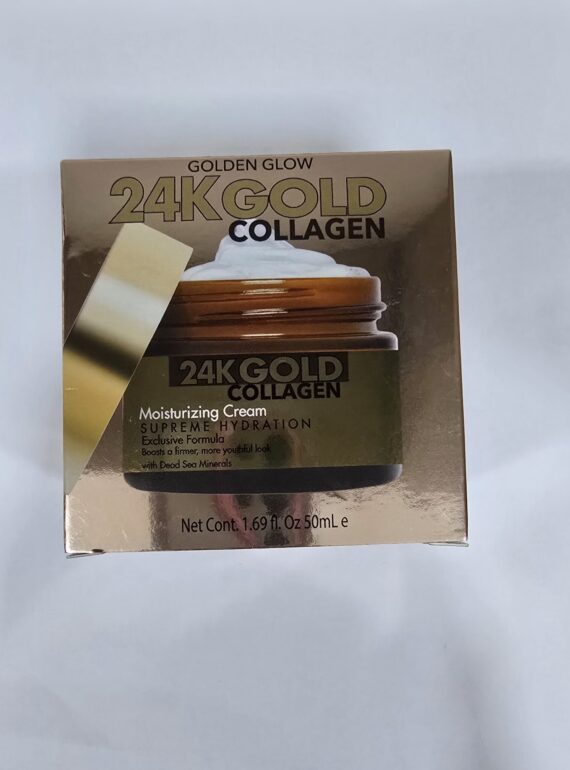 GOLDEN GLOW
24K GOLD
COLLAGEN
24K GOLD
COLLAGEN
Moisturizing Cream
SUPREME HYDRATION
Exclusive Formula
Boosts a firmer, more youthful look
with Dead Sea Minerals
Net Cont. 1.69 fl. Oz 50mL e